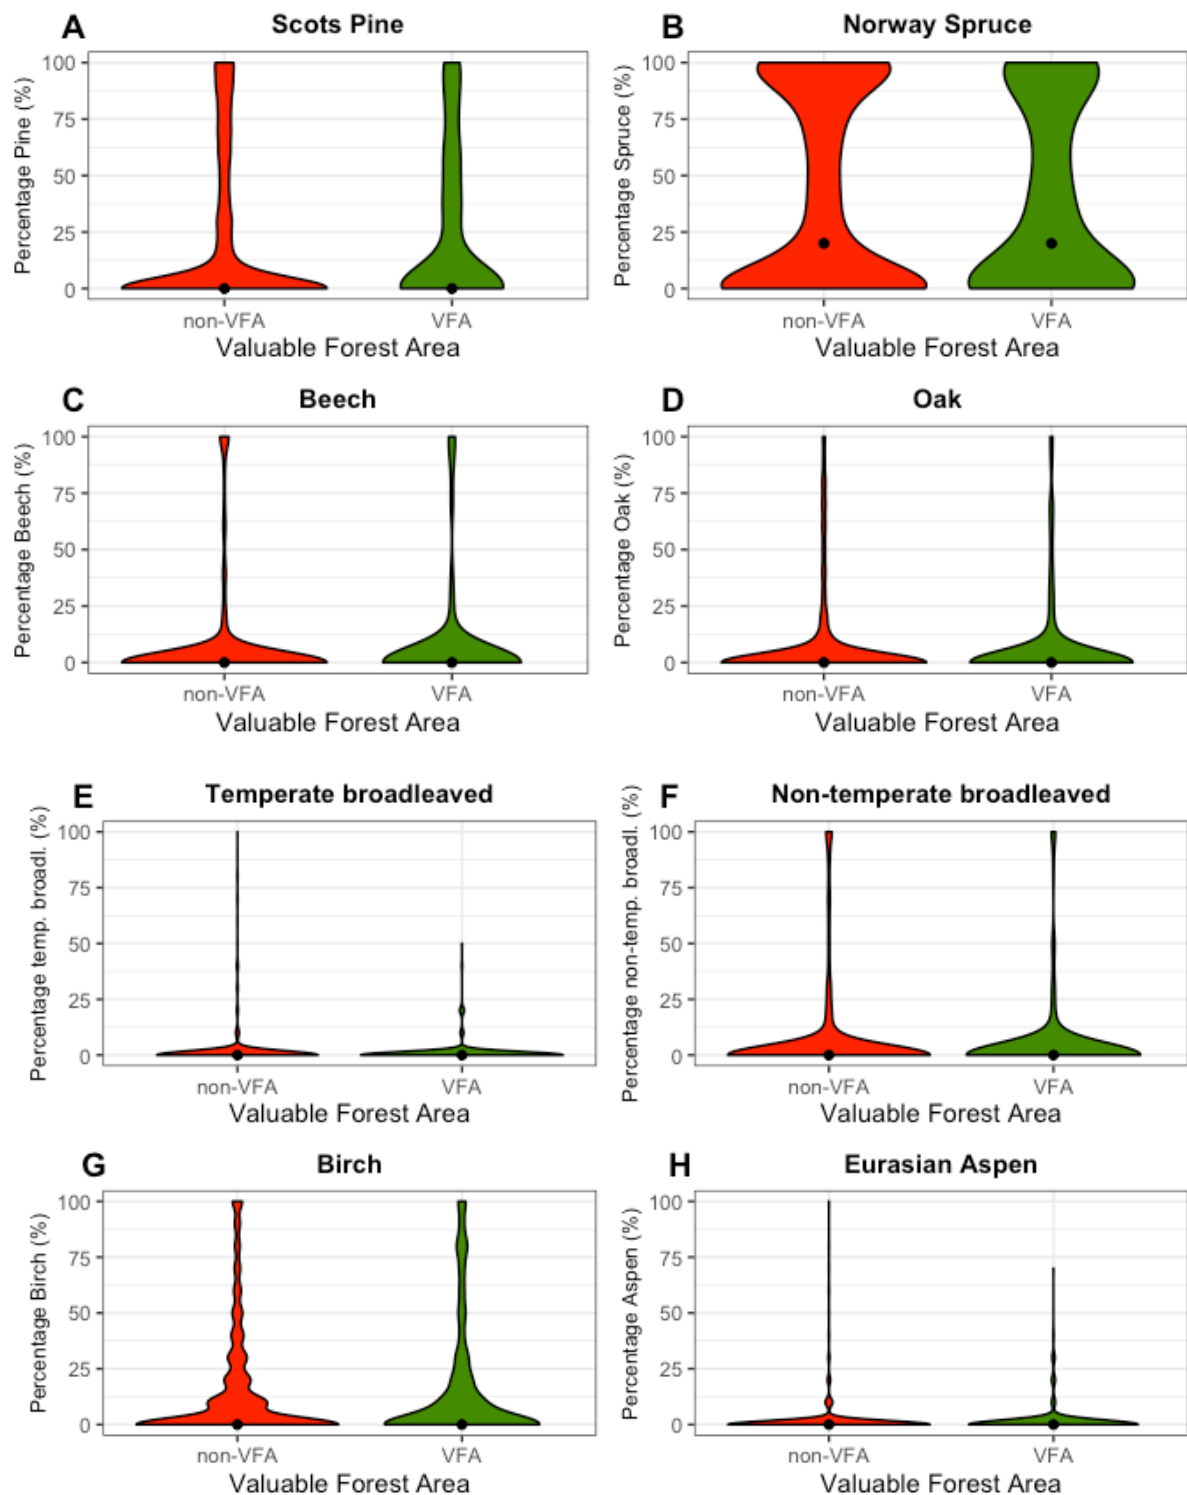 A Scots Pine
Percentage Pine (%)
100
75
50
25
0
non-VFA VFA
Valuable Forest Area
B Norway Spruce
Percentage Spruce (%)
100
75
50
25
0
non-VFA VFA
Valuable Forest Area
C Beech
Percentage Beech (%)
100
75
50
25
0
non-VFA VFA
Valuable Forest Area
D Oak
Percentage Oak (%)
100
75
50
25
0
non-VFA VFA
Valuable Forest Area
E Temperate broadleaved
Percentage temp. broadl. (%)
100
75
50
25
0
non-VFA VFA
Valuable Forest Area
F Non-temperate broadleaved
Percentage non-temp. broadl. (%)
100
75
50
25
0
non-VFA VFA
Valuable Forest Area
G Birch
Percentage Birch (%)
100
75
50
25
0
non-VFA VFA
Valuable Forest Area
H Eurasian Aspen
Percentage Aspen (%)
100
75
50
25
0
non-VFA VFA
Valuable Forest Area